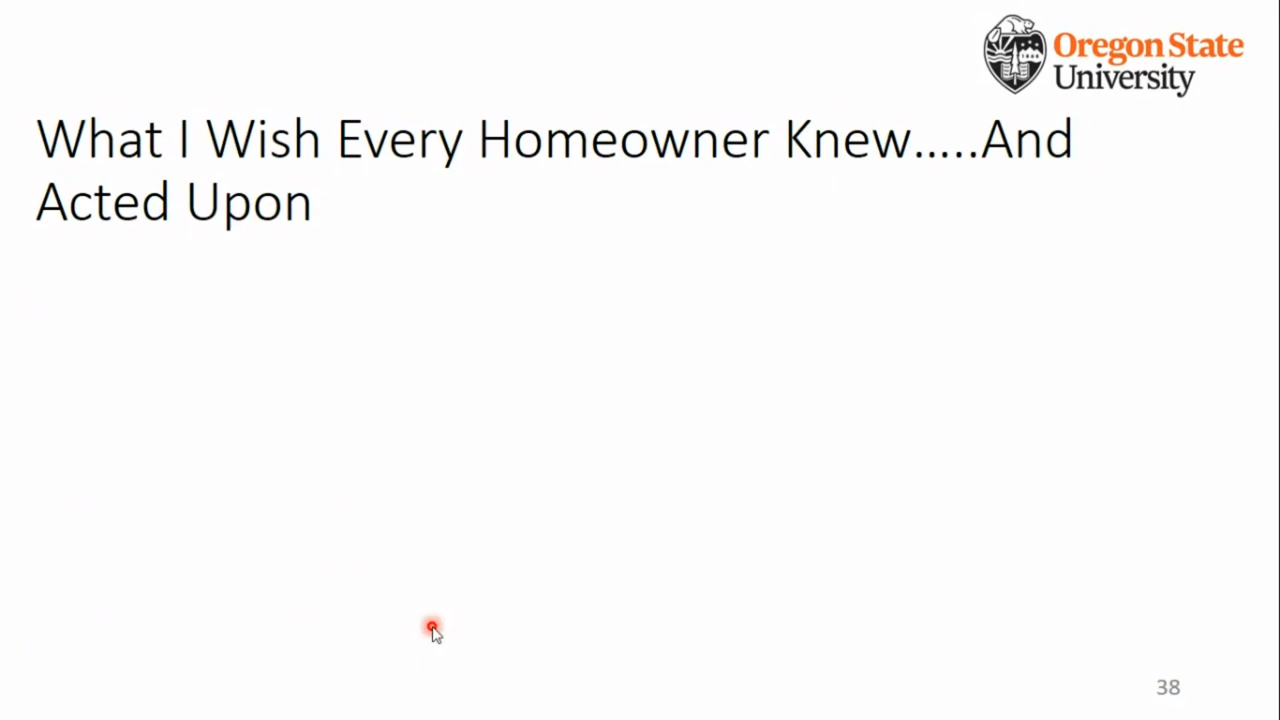 Oregon State
University
What I Wish Every Homeowner Knew.....And
Acted Upon
38